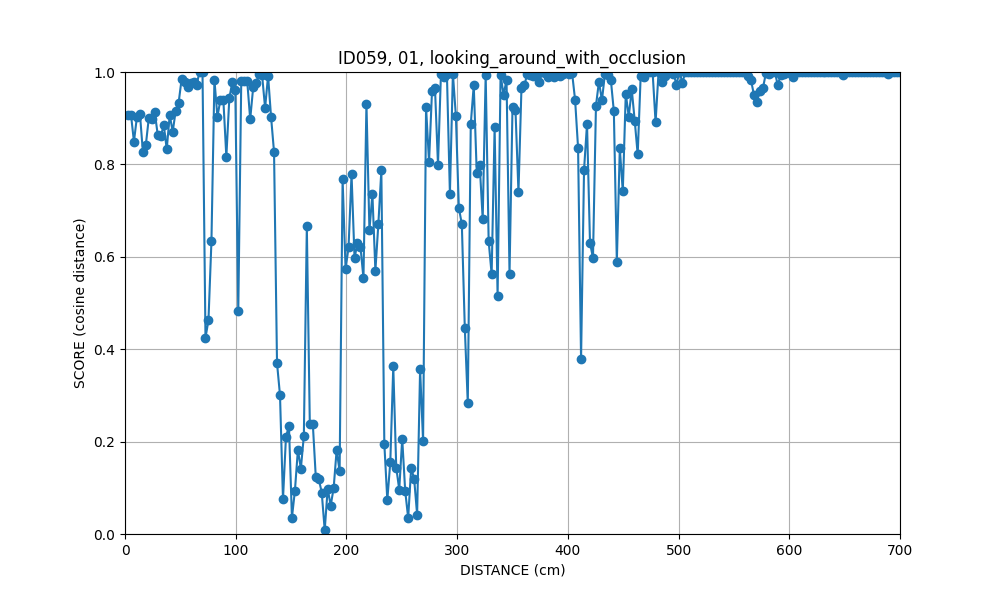 ID059, 01, looking_around_with_occlusion
SCORE (cosine distance)
1.0
0.8
0.6
0.4
0.2
0.0
0 100 200 300 400 500 600 700
DISTANCE (cm)